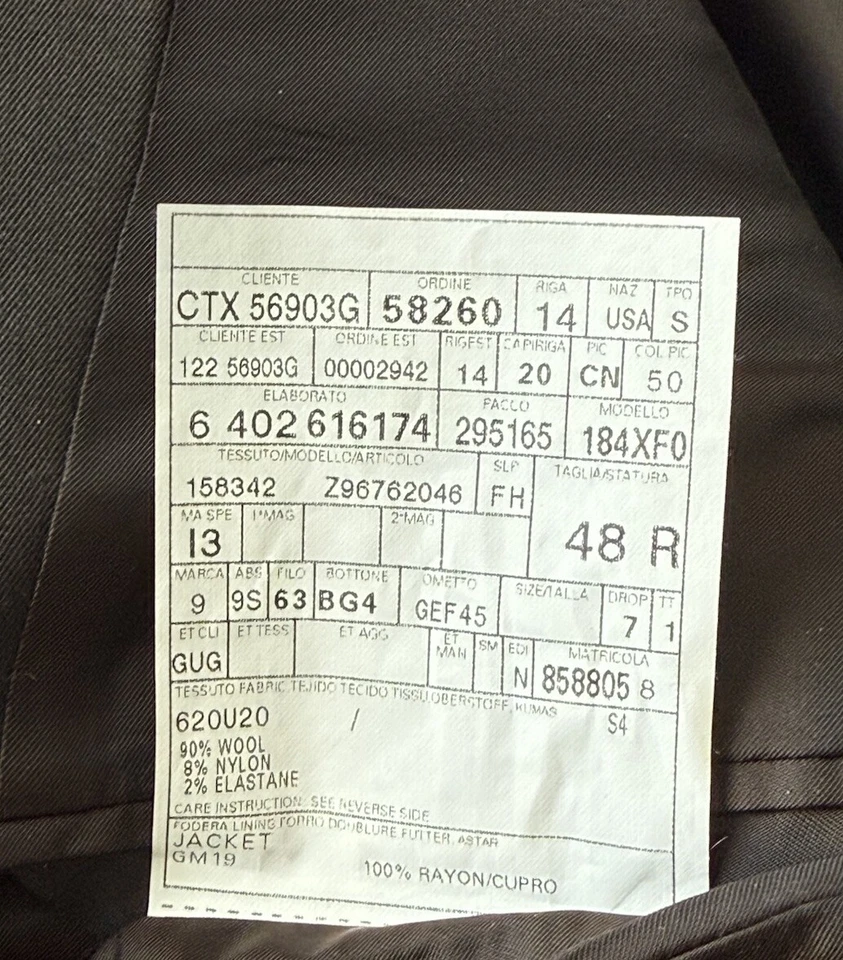 CLIENTE ORDINE RIGA NAZ TPO
CTX 56903G 58260 14 USA S
CLIENTE EST ORDINE EST RIGEST CAPIRIGA PIC COL PIC
122 56903G 00002942 14 20 CN 50
ELABORATO PACCO MODELLO
6 402 616174 295165 184XF0
TESSUTO/MODELLO/ARTICOLO SLP TAGLIA/STATURA
158342 Z96762046 FH
48 R
MA SPE 1ªMAG 2ªMAG
I3
MARCA ABS FILO BOTTONE OMETTO SIZE/TALLA DROP TT
9 9S 63 BG4 GEF45 7 1
ET CLI ET TESS ET AGG ET MAN SM EDI MATRICOLA
GUG N 858805 8
TESSUTO FABRIC TEJIDO TECIDO TISSU OBERSTOFF, KUMAS
620U20 / S4
90% WOOL
8% NYLON
2% ELASTANE
CARE INSTRUCTION: SEE REVERSE SIDE
FODERA LINING FORRO DOUBLURE FUTTER, ASTAR
JACKET
GM19
100% RAYON/CUPRO